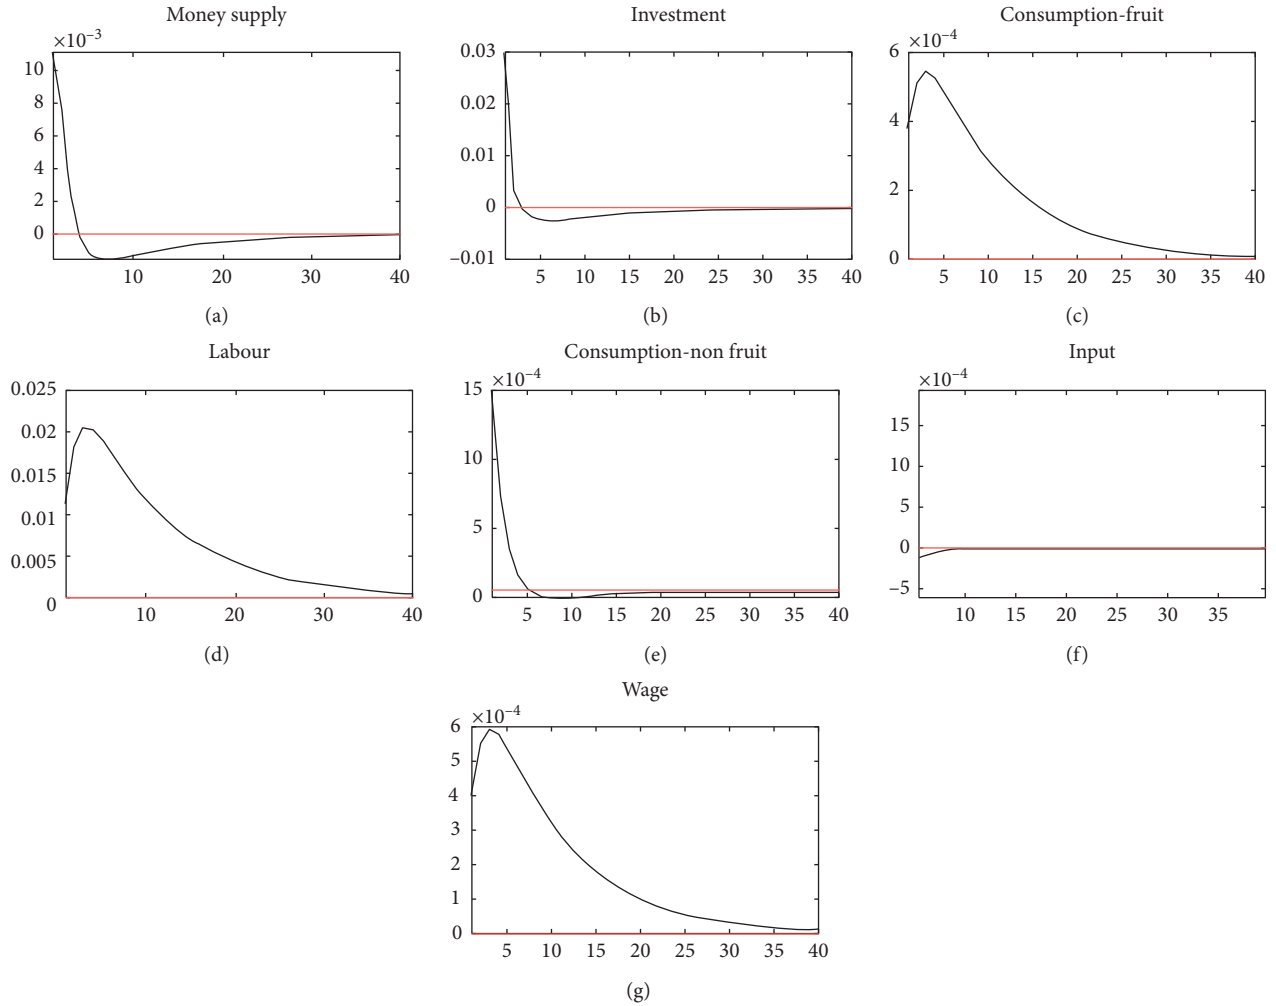 Money supply
×10⁻³
10
8
6
4
2
0
10 20 30 40
(a)
Investment
0.03
0.02
0.01
0
–0.01
5 10 15 20 25 30 35 40
(b)
Consumption-fruit
×10⁻⁴
6
4
2
0
5 10 15 20 25 30 35 40
(c)
Labour
0.025
0.02
0.015
0.01
0.005
0
10 20 30 40
(d)
Consumption-non fruit
×10⁻⁴
15
10
5
0
5 10 15 20 25 30 35 40
(e)
Input
×10⁻⁴
15
10
5
0
–5
10 15 20 25 30 35
(f)
Wage
×10⁻⁴
6
5
4
3
2
1
0
5 10 15 20 25 30 35 40
(g)